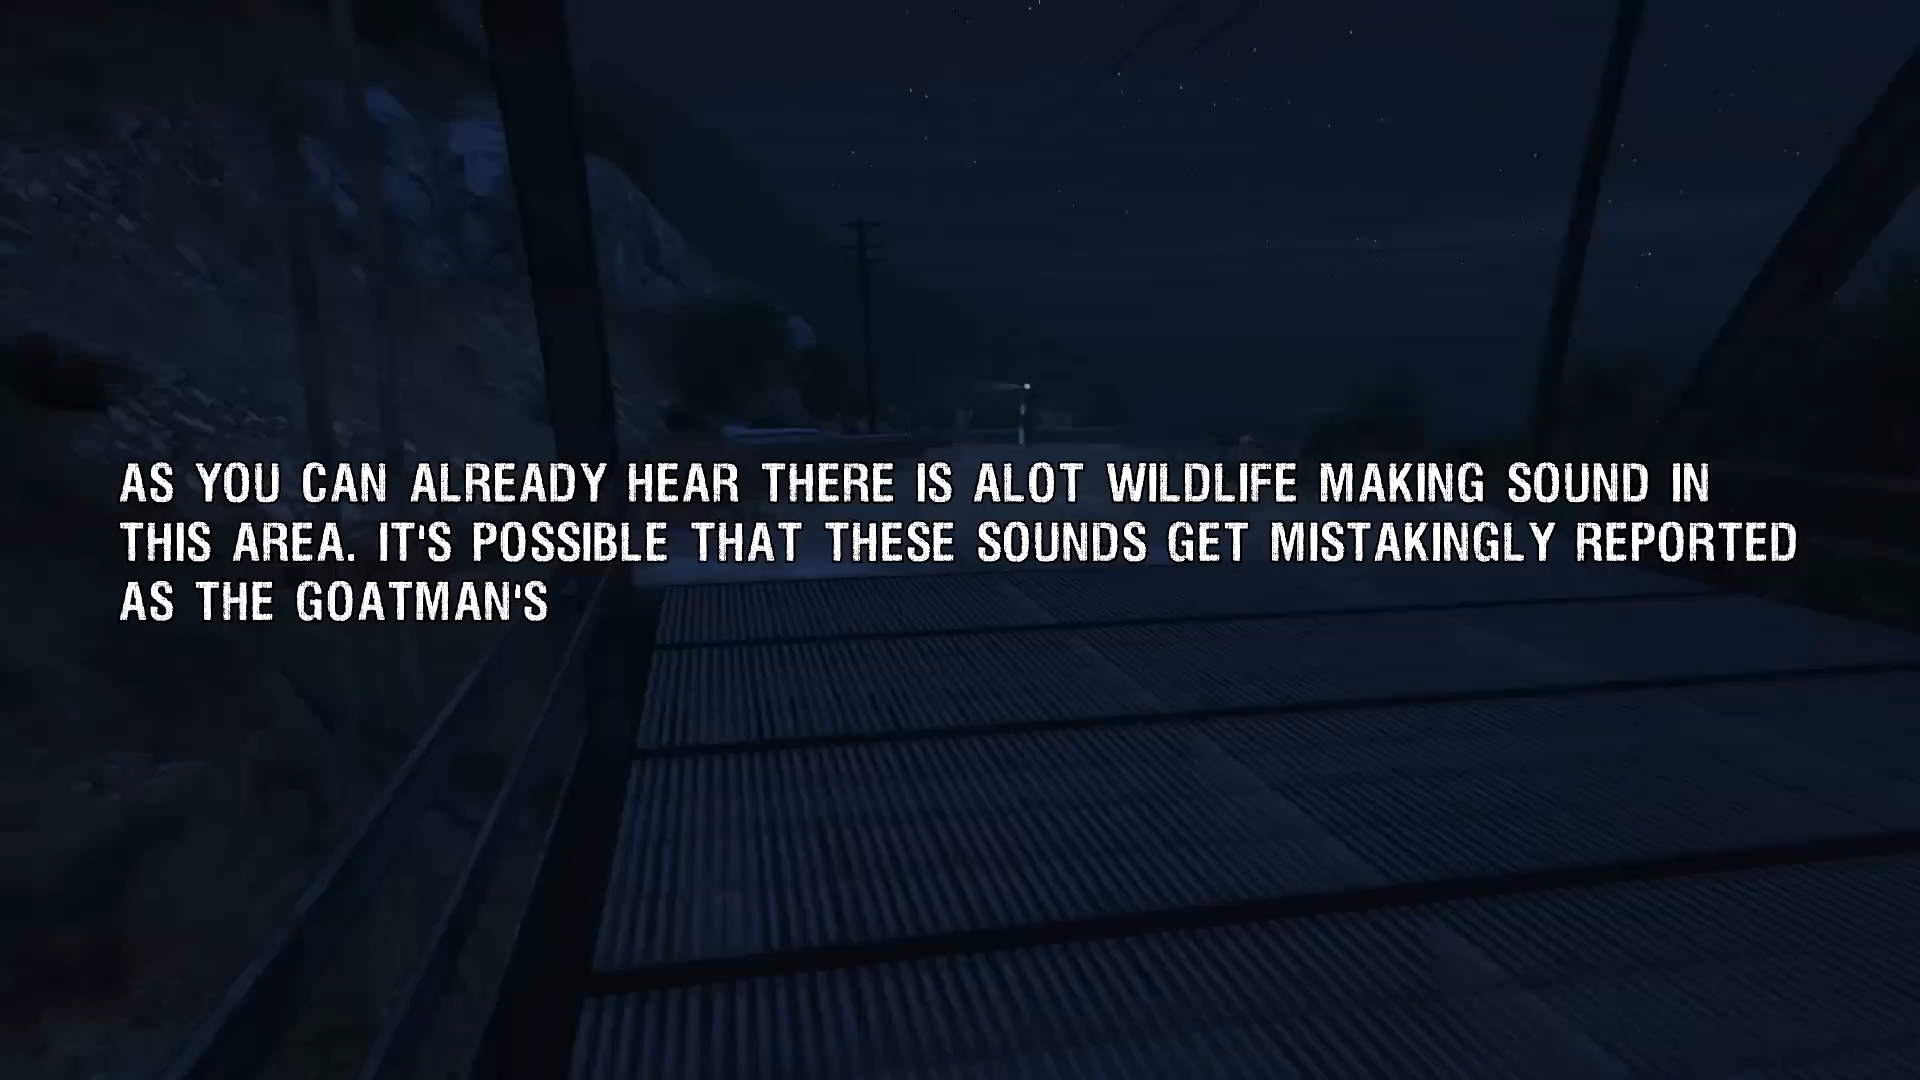 AS YOU CAN ALREADY HEAR THERE IS ALOT WILDLIFE MAKING SOUND IN
THIS AREA. IT'S POSSIBLE THAT THESE SOUNDS GET MISTAKINGLY REPORTED
AS THE GOATMAN'S